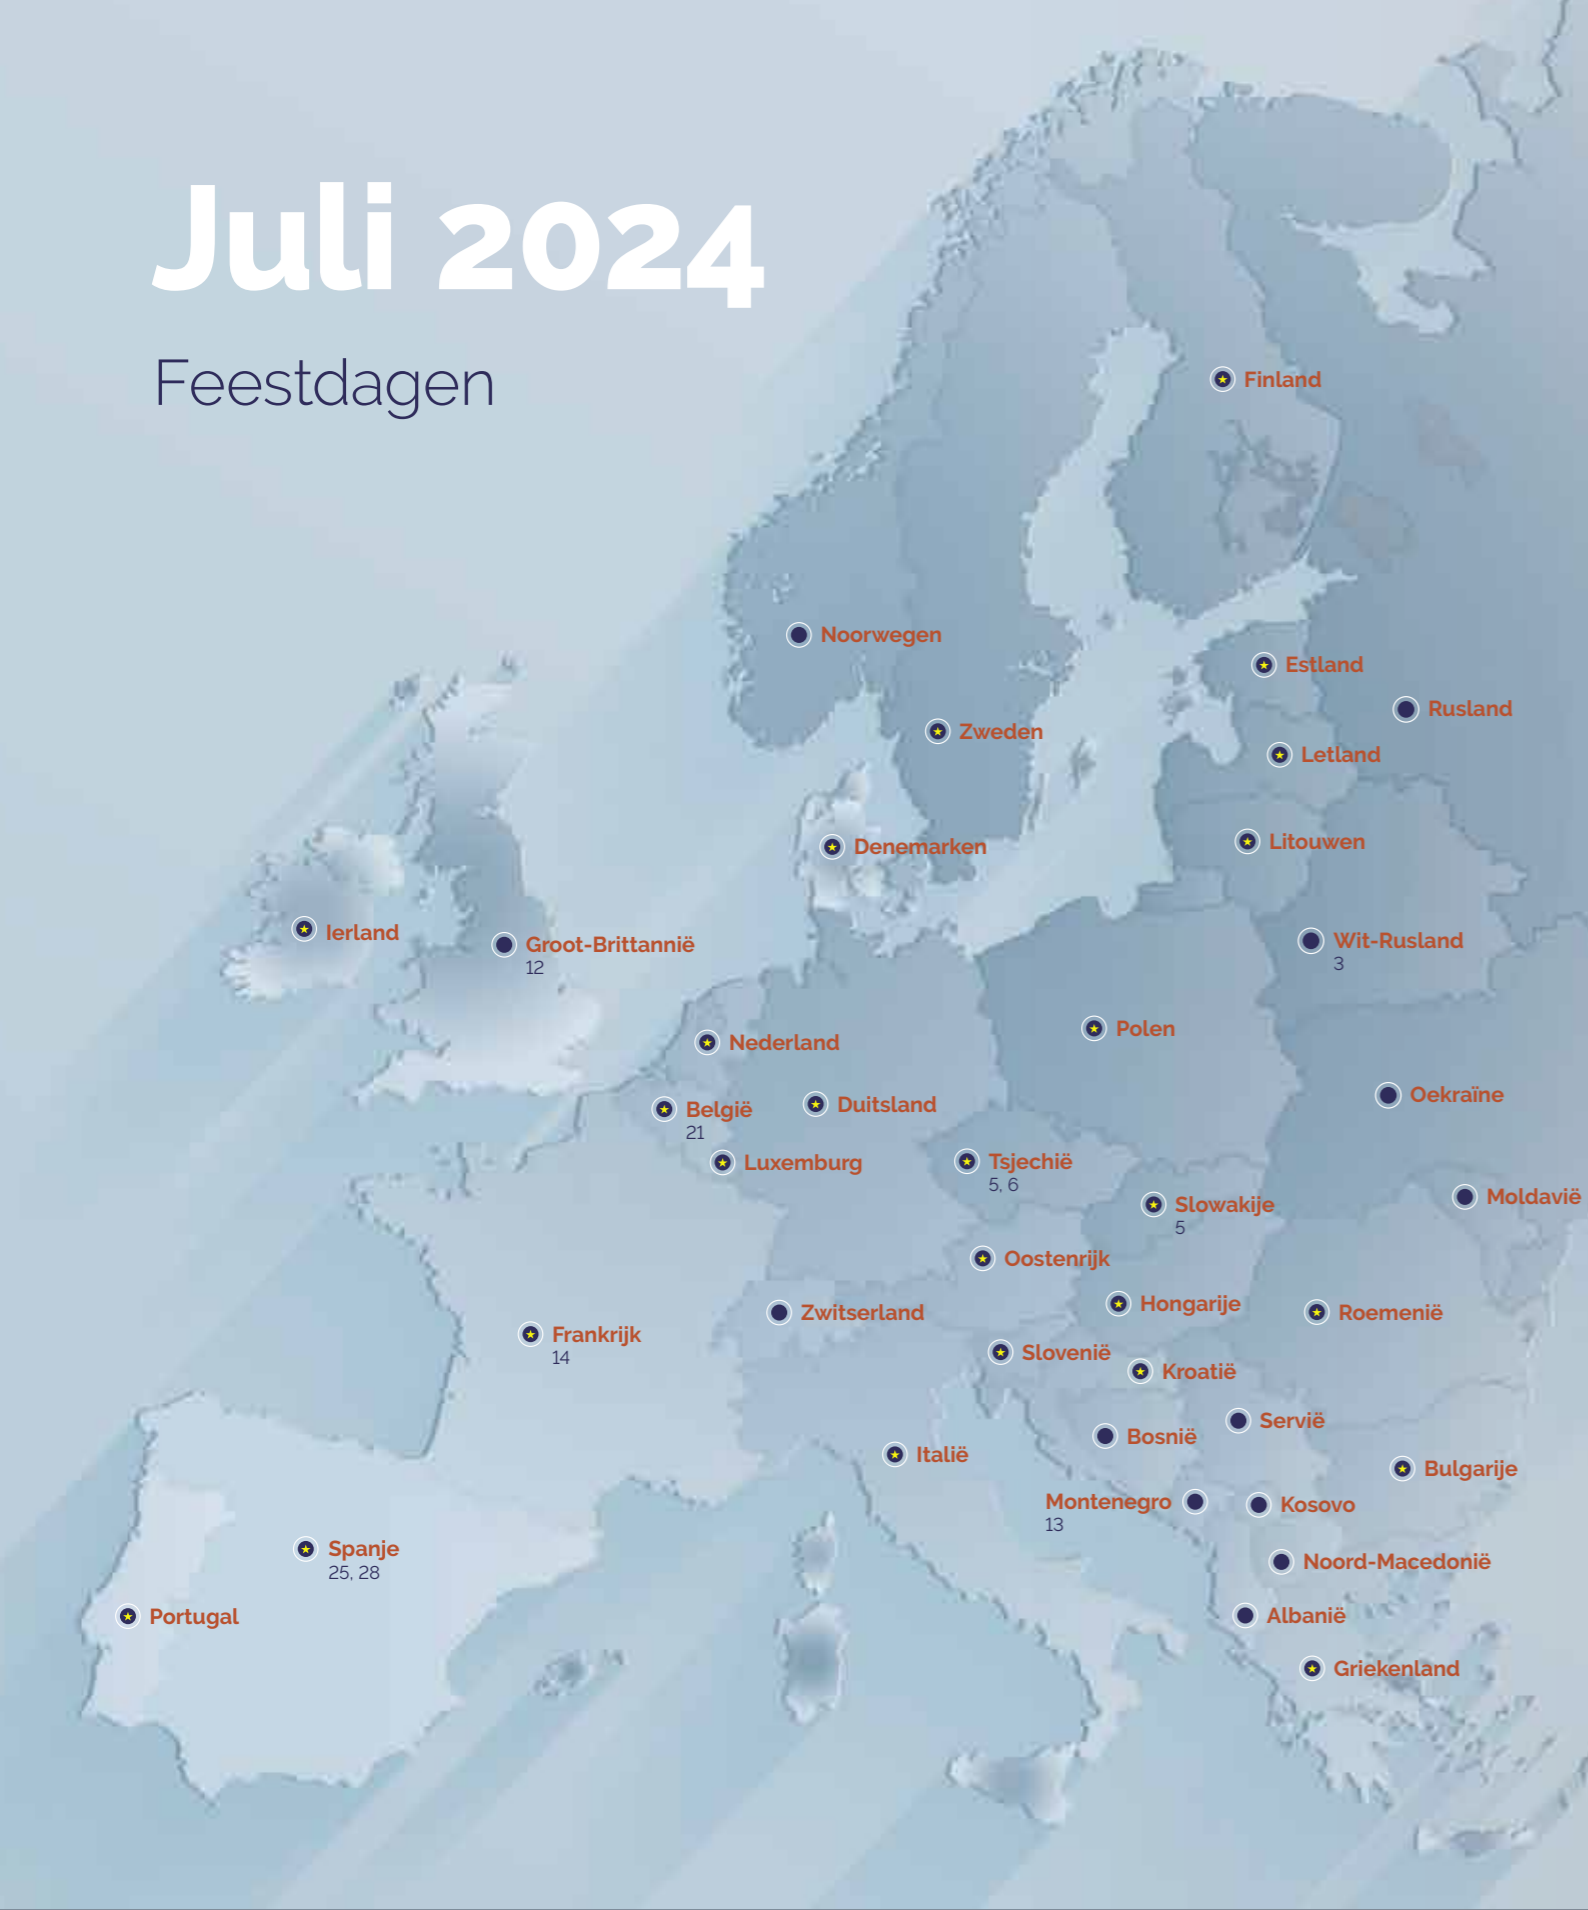 Juli 2024
Feestdagen
Finland
Noorwegen
Estland
Rusland
Zweden
Letland
Litouwen
Denemarken
Ierland
Groot-Brittannië
12
Wit-Rusland
3
Polen
Nederland
Oekraïne
België
21
Duitsland
Luxemburg
Tsjechië
5, 6
Slowakije
5
Moldavië
Oostenrijk
Hongarije
Zwitserland
Roemenië
Frankrijk
14
Slovenië
Kroatië
Servië
Bosnië
Italië
Bulgarije
Montenegro
13
Kosovo
Spanje
25, 28
Noord-Macedonië
Portugal
Albanië
Griekenland